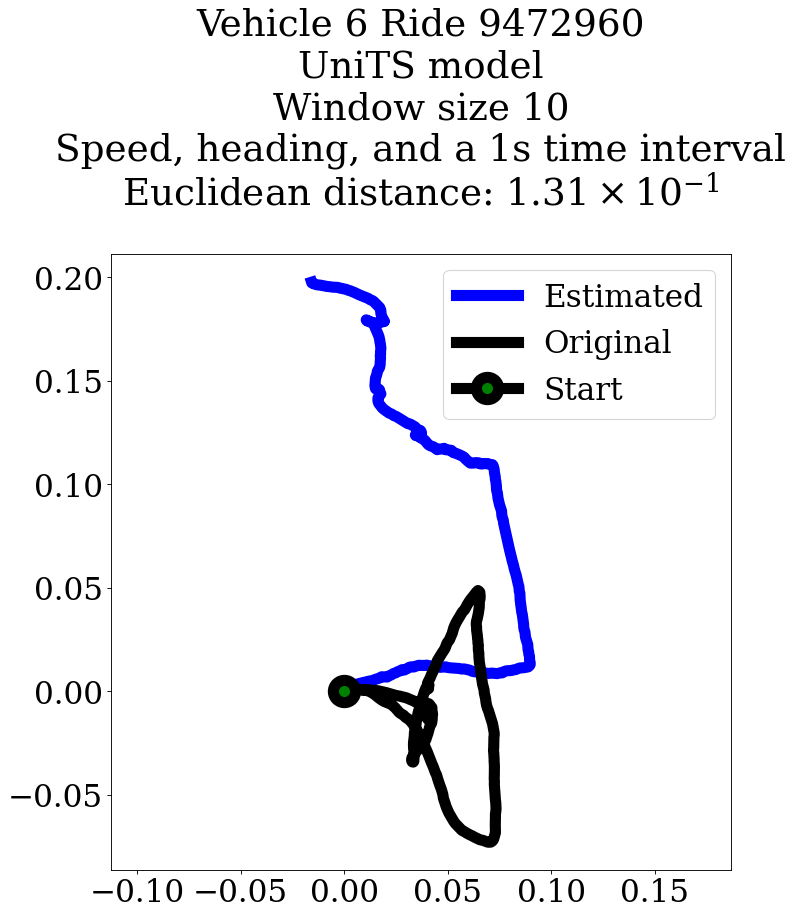 Vehicle 6 Ride 9472960
UniTS model
Window size 10
Speed, heading, and a 1s time interval
Euclidean distance: 1.31 × 10⁻¹
Estimated
Original
Start
0.20
0.15
0.10
0.05
0.00
−0.05
−0.10 −0.05 0.00 0.05 0.10 0.15